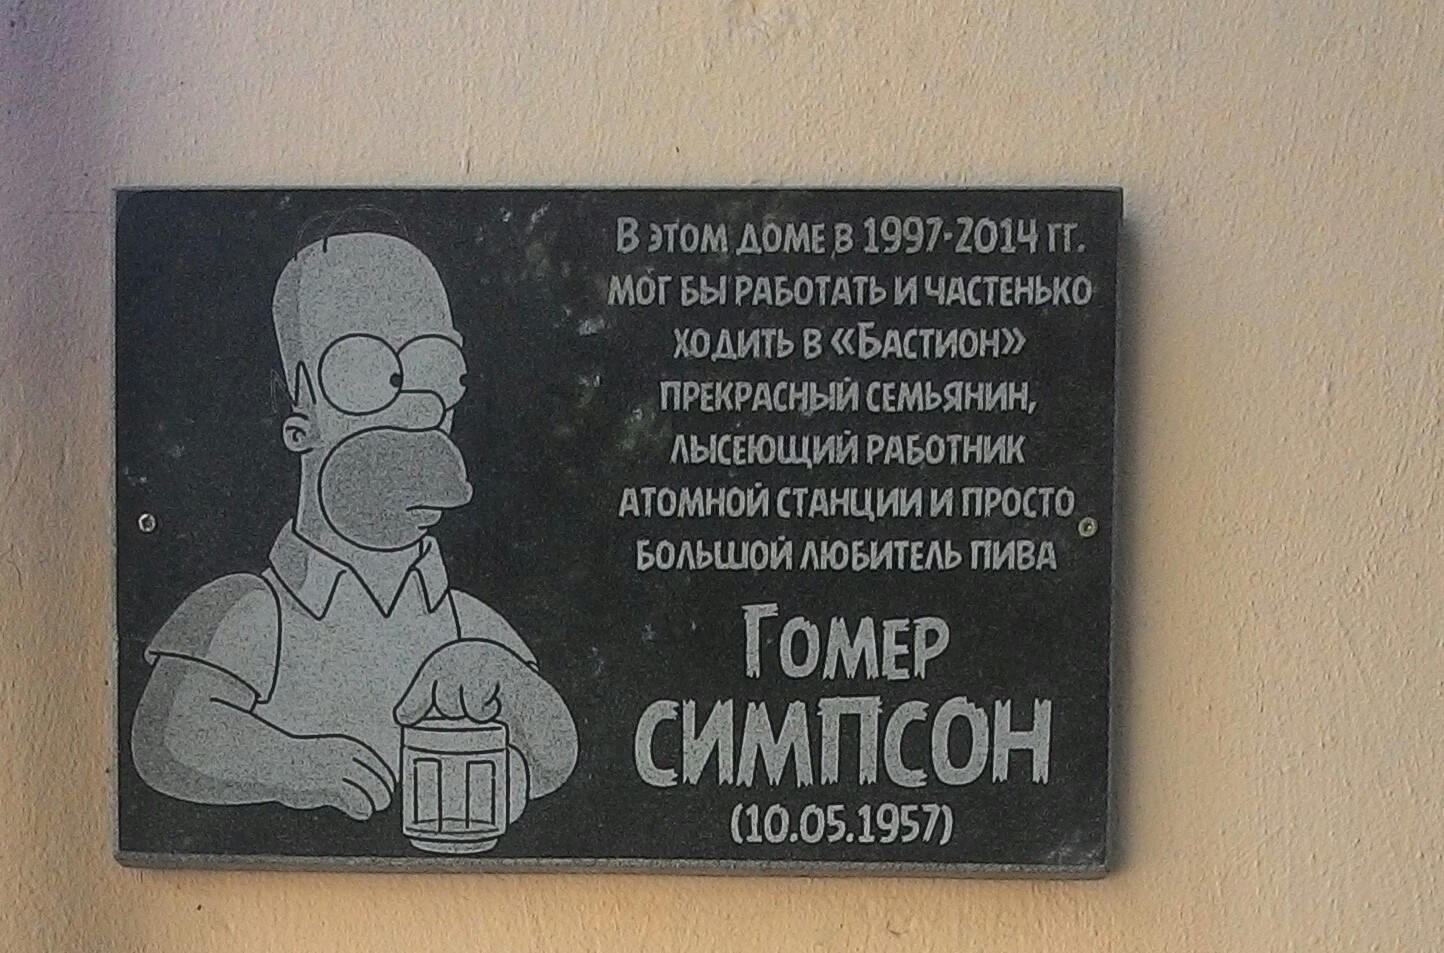 В ЭТОМ ДОМЕ В 1997-2014 ГГ.
МОГ БЫ РАБОТАТЬ И ЧАСТЕНЬКО
ХОДИТЬ В «БАСТИОН»
ПРЕКРАСНЫЙ СЕМЬЯНИН,
ЛЫСЕЮЩИЙ РАБОТНИК
АТОМНОЙ СТАНЦИИ И ПРОСТО
БОЛЬШОЙ ЛЮБИТЕЛЬ ПИВА
ГОМЕР
СИМПСОН
(10.05.1957)